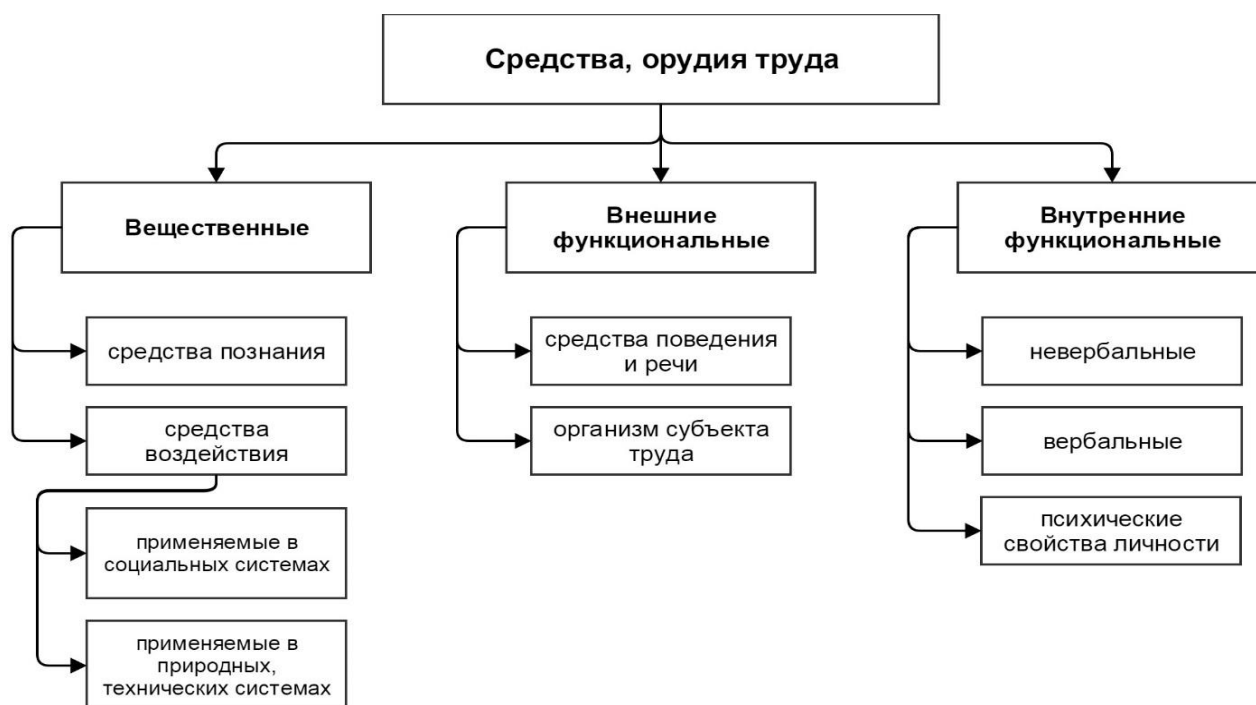 Средства, орудия труда
Вещественные
средства познания
средства
воздействия
применяемые в
социальных системах
применяемые в
природных,
технических системах
Внешние
функциональные
средства поведения
и речи
организм субъекта
труда
Внутренние
функциональные
невербальные
вербальные
психические
свойства личности